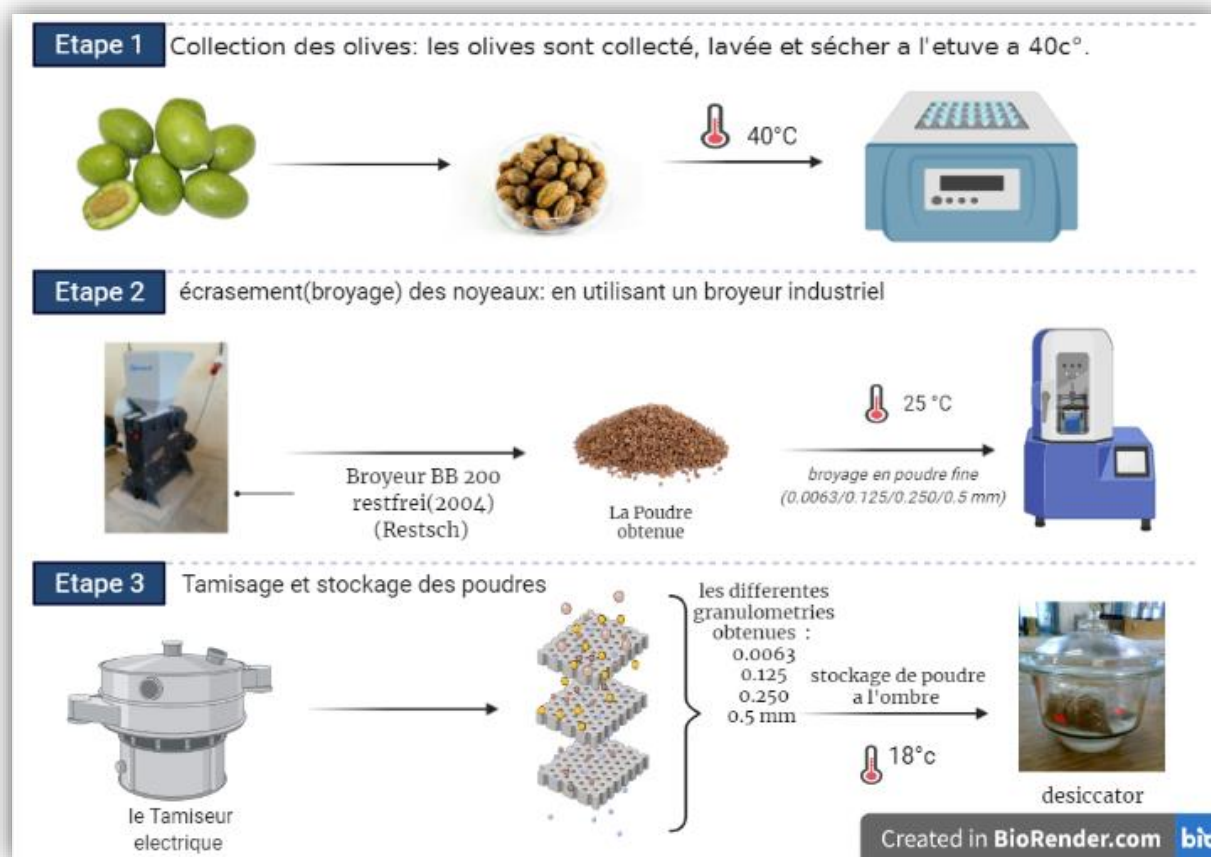 Etape 1
Collection des olives: les olives sont collecté, lavée et sécher a l'etuve a 40c°.
40°C
Etape 2
écrasement(broyage) des noyeaux: en utilisant un broyeur industriel
25 °C
Broyeur BB 200
restfrei(2004)
(Restsch)
La Poudre
obtenue
broyage en poudre fine
(0.0063/0.125/0.250/0.5 mm)
Etape 3
Tamisage et stockage des poudres
le Tamiseur
electrique
les differentes
granulometries
obtenues :
0.0063
0.125
0.250
0.5 mm
stockage de poudre
a l'ombre
18°c
desiccator
Created in BioRender.com